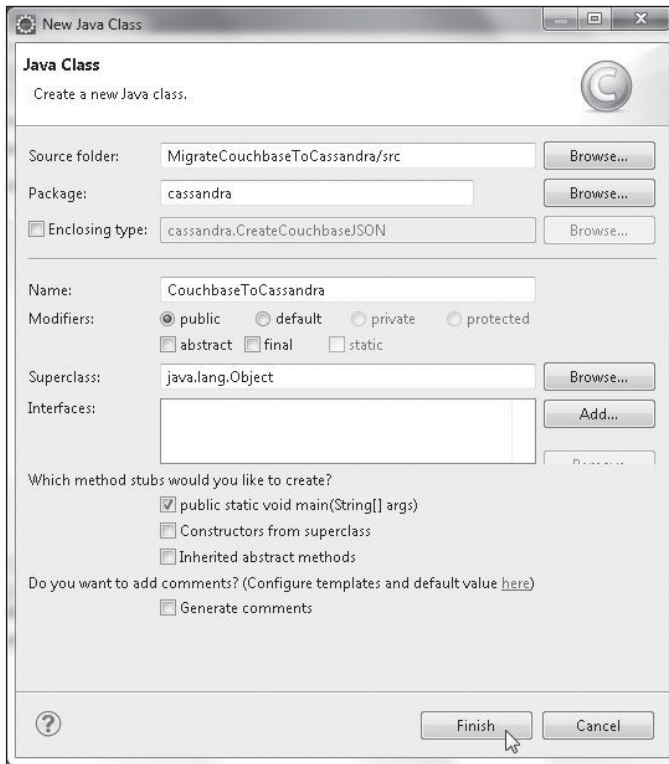 New Java Class
Java Class
Create a new Java class.
C
Source folder: MigrateCouchbaseToCassandra/src Browse...
Package: cassandra Browse...
Enclosing type: cassandra.CreateCouchbaseJSON Browse...
Name: CouchbaseToCassandra
Modifiers: public default private protected
abstract final static
Superclass: java.lang.Object Browse...
Interfaces: Add...
Which method stubs would you like to create?
public static void main(String[] args)
Constructors from superclass
Inherited abstract methods
Do you want to add comments? (Configure templates and default value here)
Generate comments
? Finish Cancel